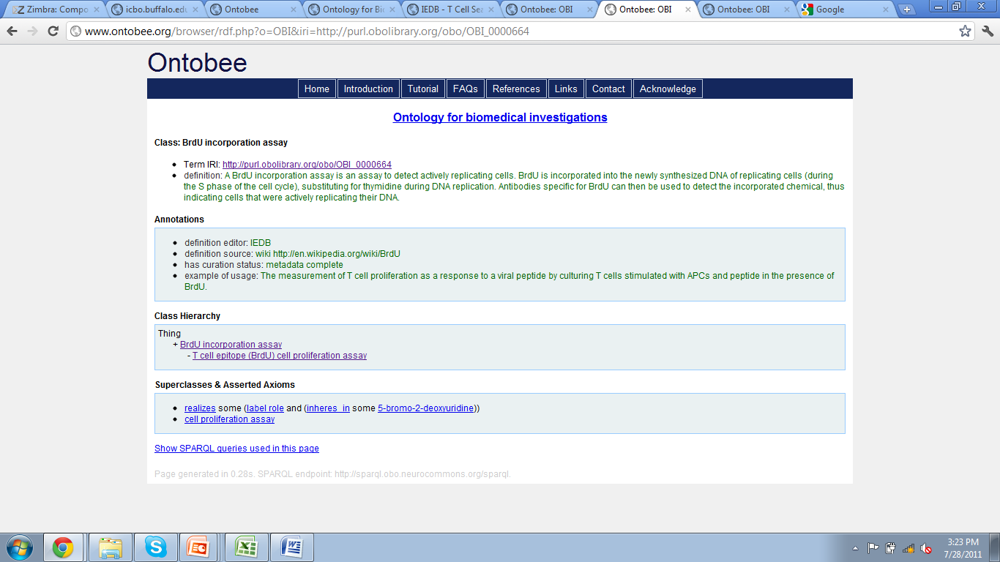 Zimbra: Compo
icbo.buffalo.edu
Ontobee
Ontology for Bi
IEDB - T Cell Sea
Ontobee: OBI
Ontobee: OBI
Ontobee: OBI
Google
www.ontobee.org/browser/rdf.php?o=OBI&iri=http://purl.obolibrary.org/obo/OBI_0000664
Ontobee
Home Introduction Tutorial FAQs References Links Contact Acknowledge
Ontology for biomedical investigations
Class: BrdU incorporation assay
• Term IRI: http://purl.obolibrary.org/obo/OBI_0000664
• definition: A BrdU incorporation assay is an assay to detect actively replicating cells. BrdU is incorporated into the newly synthesized DNA of replicating cells (during
the S phase of the cell cycle), substituting for thymidine during DNA replication. Antibodies specific for BrdU can then be used to detect the incorporated chemical, thus
indicating cells that were actively replicating their DNA.
Annotations
• definition editor: IEDB
• definition source: wiki http://en.wikipedia.org/wiki/BrdU
• has curation status: metadata complete
• example of usage: The measurement of T cell proliferation as a response to a viral peptide by culturing T cells stimulated with APCs and peptide in the presence of
BrdU.
Class Hierarchy
Thing
+ BrdU incorporation assay
- T cell epitope (BrdU) cell proliferation assay
Superclasses & Asserted Axioms
• realizes some (label role and (inheres_in some 5-bromo-2-deoxyuridine))
• cell proliferation assay
Show SPARQL queries used in this page
Page generated in 0.28s. SPARQL endpoint: http://sparql.obo.neurocommons.org/sparql.
3:23 PM
7/28/2011